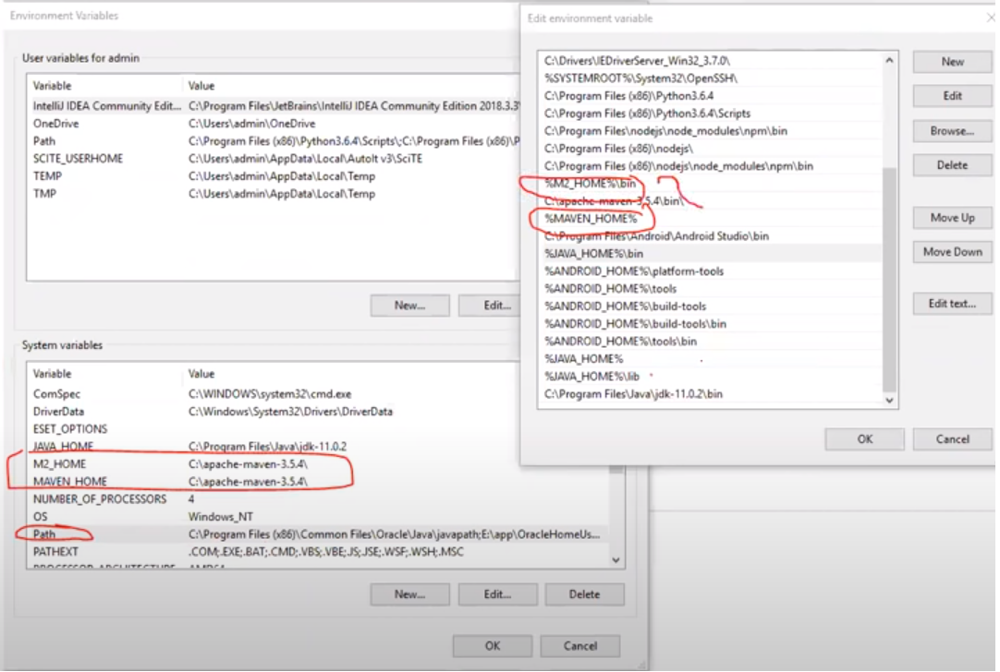 Environment Variables
User variables for admin
Variable Value
IntelliJ IDEA Community Edit... C:\Program Files\JetBrains\IntelliJ IDEA Community Edition 2018.3.3
OneDrive C:\Users\admin\OneDrive
Path C:\Program Files (x86)\Python3.6.4\Scripts\;C:\Program Files (x86)\P
SCITE_USERHOME C:\Users\admin\AppData\Local\AutoIt v3\SciTE
TEMP C:\Users\admin\AppData\Local\Temp
TMP C:\Users\admin\AppData\Local\Temp
New... Edit...
System variables
Variable Value
ComSpec C:\WINDOWS\system32\cmd.exe
DriverData C:\Windows\System32\Drivers\DriverData
ESET_OPTIONS
JAVA_HOME C:\Program Files\Java\jdk-11.0.2
M2_HOME C:\apache-maven-3.5.4\
MAVEN_HOME C:\apache-maven-3.5.4\
NUMBER_OF_PROCESSORS 4
OS Windows_NT
Path C:\Program Files (x86)\Common Files\Oracle\Java\javapath;E:\app\OracleHomeUs...
PATHEXT .COM;.EXE;.BAT;.CMD;.VBS;.VBE;.JS;.JSE;.WSF;.WSH;.MSC
PROCESSOR_ARCHITECTURE AMD64
New... Edit... Delete
OK Cancel
Edit environment variable
C:\Drivers\IEDriverServer_Win32_3.7.0\
%SYSTEMROOT%\System32\OpenSSH\
C:\Program Files (x86)\Python3.6.4
C:\Program Files (x86)\Python3.6.4\Scripts
C:\Program Files\nodejs\node_modules\npm\bin
C:\Program Files (x86)\nodejs\
C:\Program Files (x86)\nodejs\node_modules\npm\bin
%M2_HOME%\bin
C:\apache-maven-3.5.4\bin\
%MAVEN_HOME%
C:\Program Files\Android\Android Studio\bin
%JAVA_HOME%\bin
%ANDROID_HOME%\platform-tools
%ANDROID_HOME%\tools
%ANDROID_HOME%\build-tools
%ANDROID_HOME%\build-tools\bin
%ANDROID_HOME%\tools\bin
%JAVA_HOME%
%JAVA_HOME%\lib
C:\Program Files\Java\jdk-11.0.2\bin
New
Edit
Browse...
Delete
Move Up
Move Down
Edit text...
OK Cancel